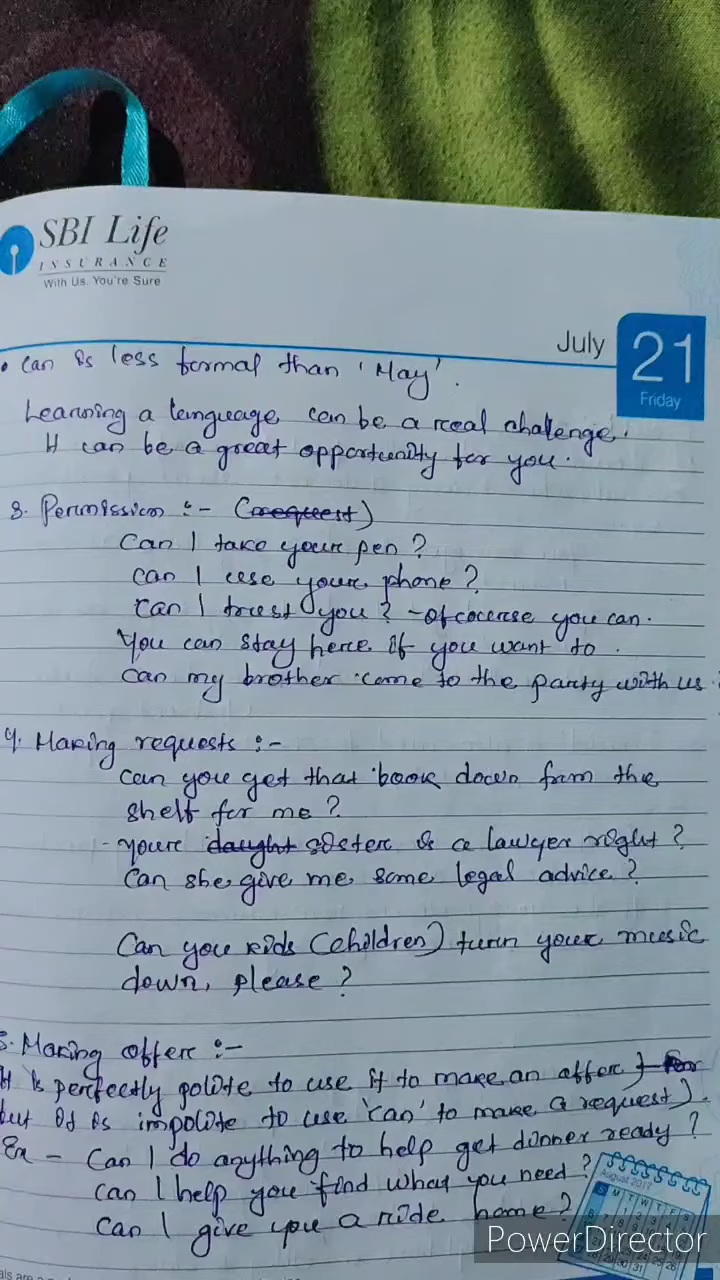 SBI Life
INSURANCE
With Us. You're Sure
July 21
Friday
• Can is less formal than 'May'.
Learning a language can be a real challenge.
It can be a great opportunity for you.
3. Permission :- (request)
Can I take your pen?
can I use your phone?
Can I trust you? - Of course you can.
You can stay here if you want to.
Can my brother come to the party with us?
4. Making requests :-
Can you get that book down from the
shelf for me?
- your daught sister is a lawyer right?
Can she give me some legal advice?
Can you kids (children) turn your music
down, please?
5. Making offer :-
It is perfectly polite to use it to make an offer) for
but it is impolite to use 'can' to make a request).
Ex - Can I do anything to help get dinner ready?
Can I help you find what you need?
Can I give you a ride home?
August 2017
PowerDirector